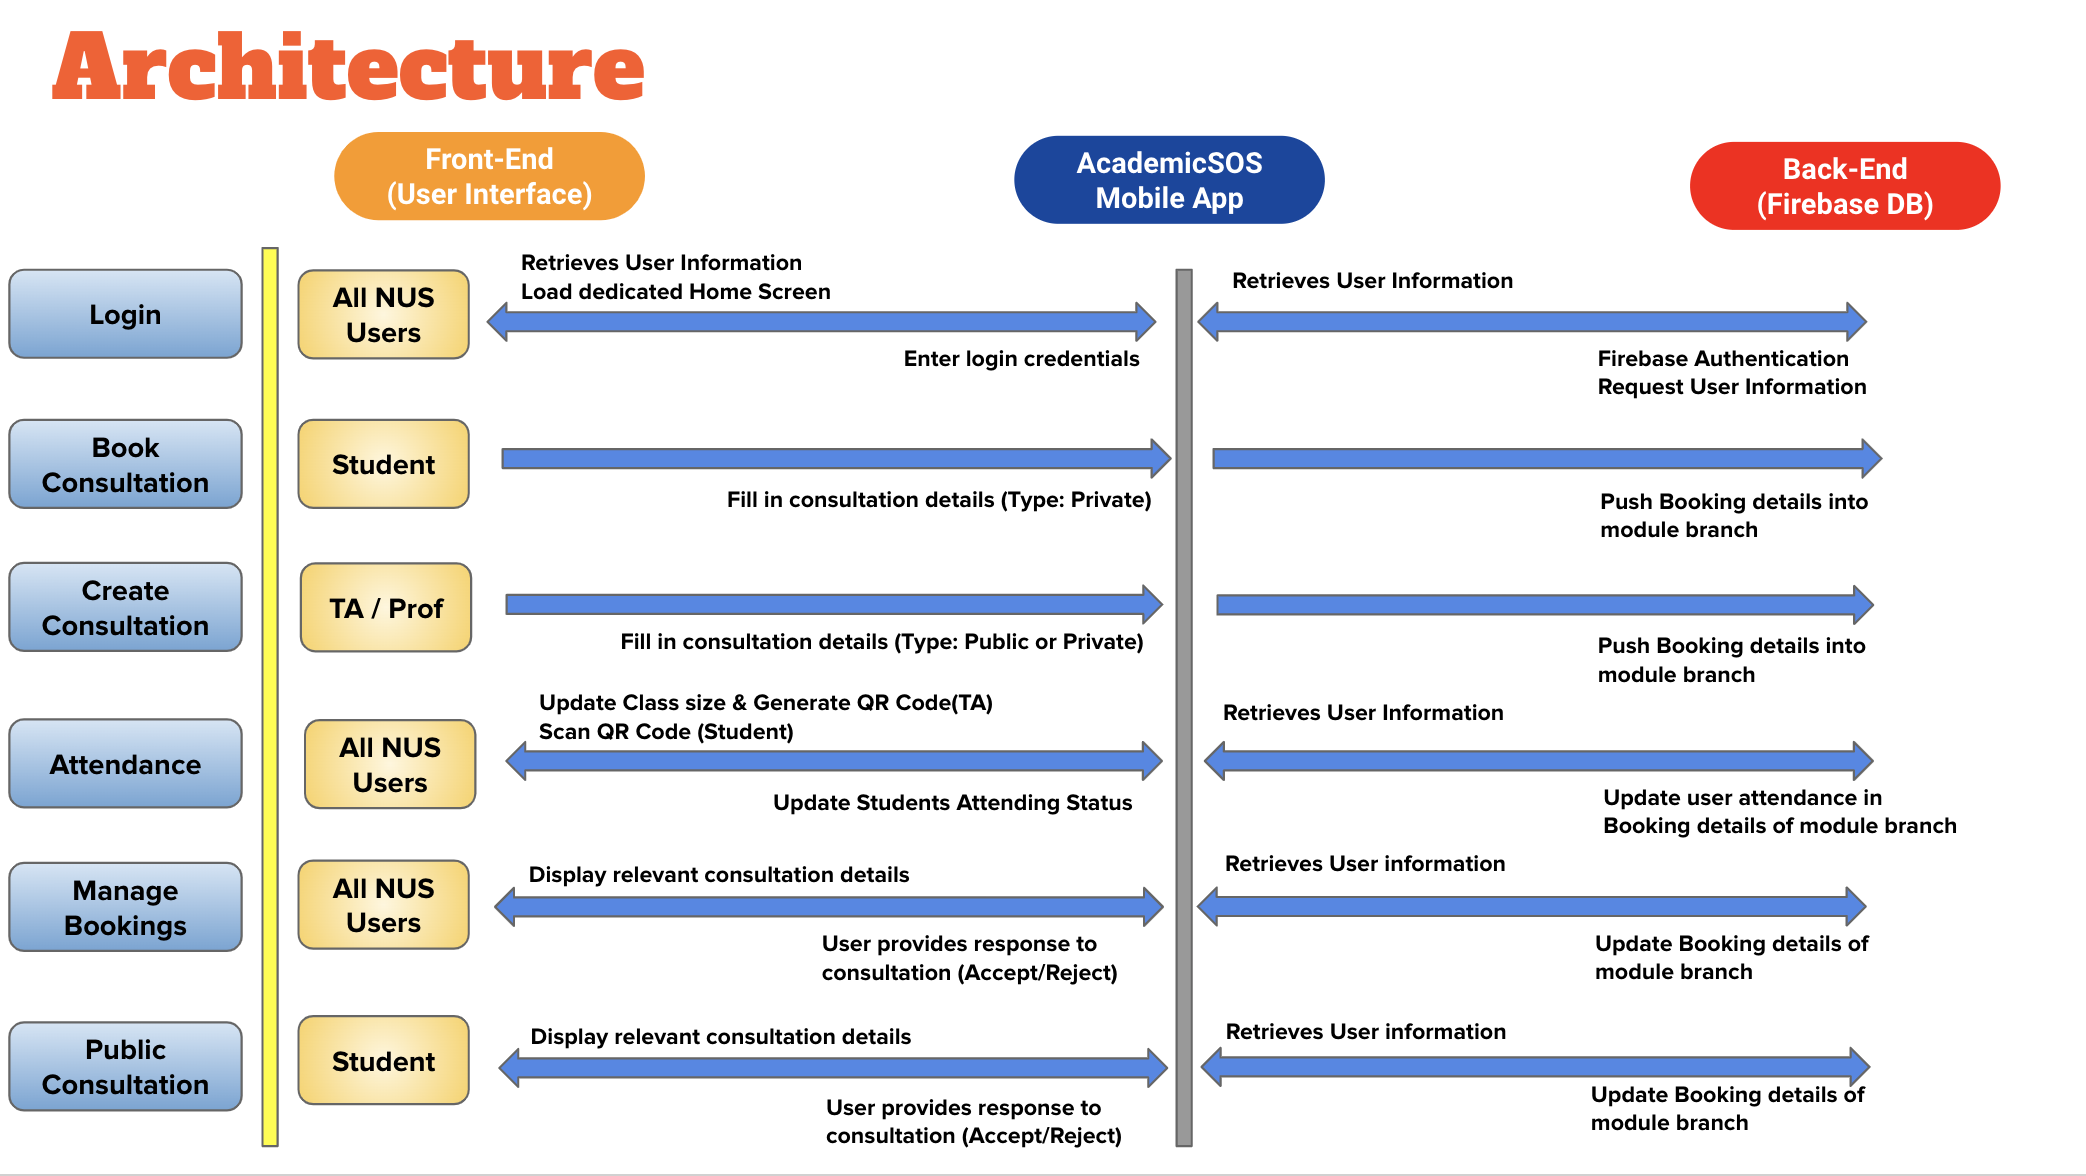 Architecture
Front-End
(User Interface)
AcademicSOS
Mobile App
Back-End
(Firebase DB)
Login
All NUS
Users
Retrieves User Information
Load dedicated Home Screen
Enter login credentials
Retrieves User Information
Firebase Authentication
Request User Information
Book
Consultation
Student
Fill in consultation details (Type: Private)
Push Booking details into
module branch
Create
Consultation
TA / Prof
Fill in consultation details (Type: Public or Private)
Push Booking details into
module branch
Attendance
All NUS
Users
Update Class size & Generate QR Code(TA)
Scan QR Code (Student)
Update Students Attending Status
Retrieves User Information
Update user attendance in
Booking details of module branch
Manage
Bookings
All NUS
Users
Display relevant consultation details
User provides response to
consultation (Accept/Reject)
Retrieves User information
Update Booking details of
module branch
Public
Consultation
Student
Display relevant consultation details
User provides response to
consultation (Accept/Reject)
Retrieves User information
Update Booking details of
module branch